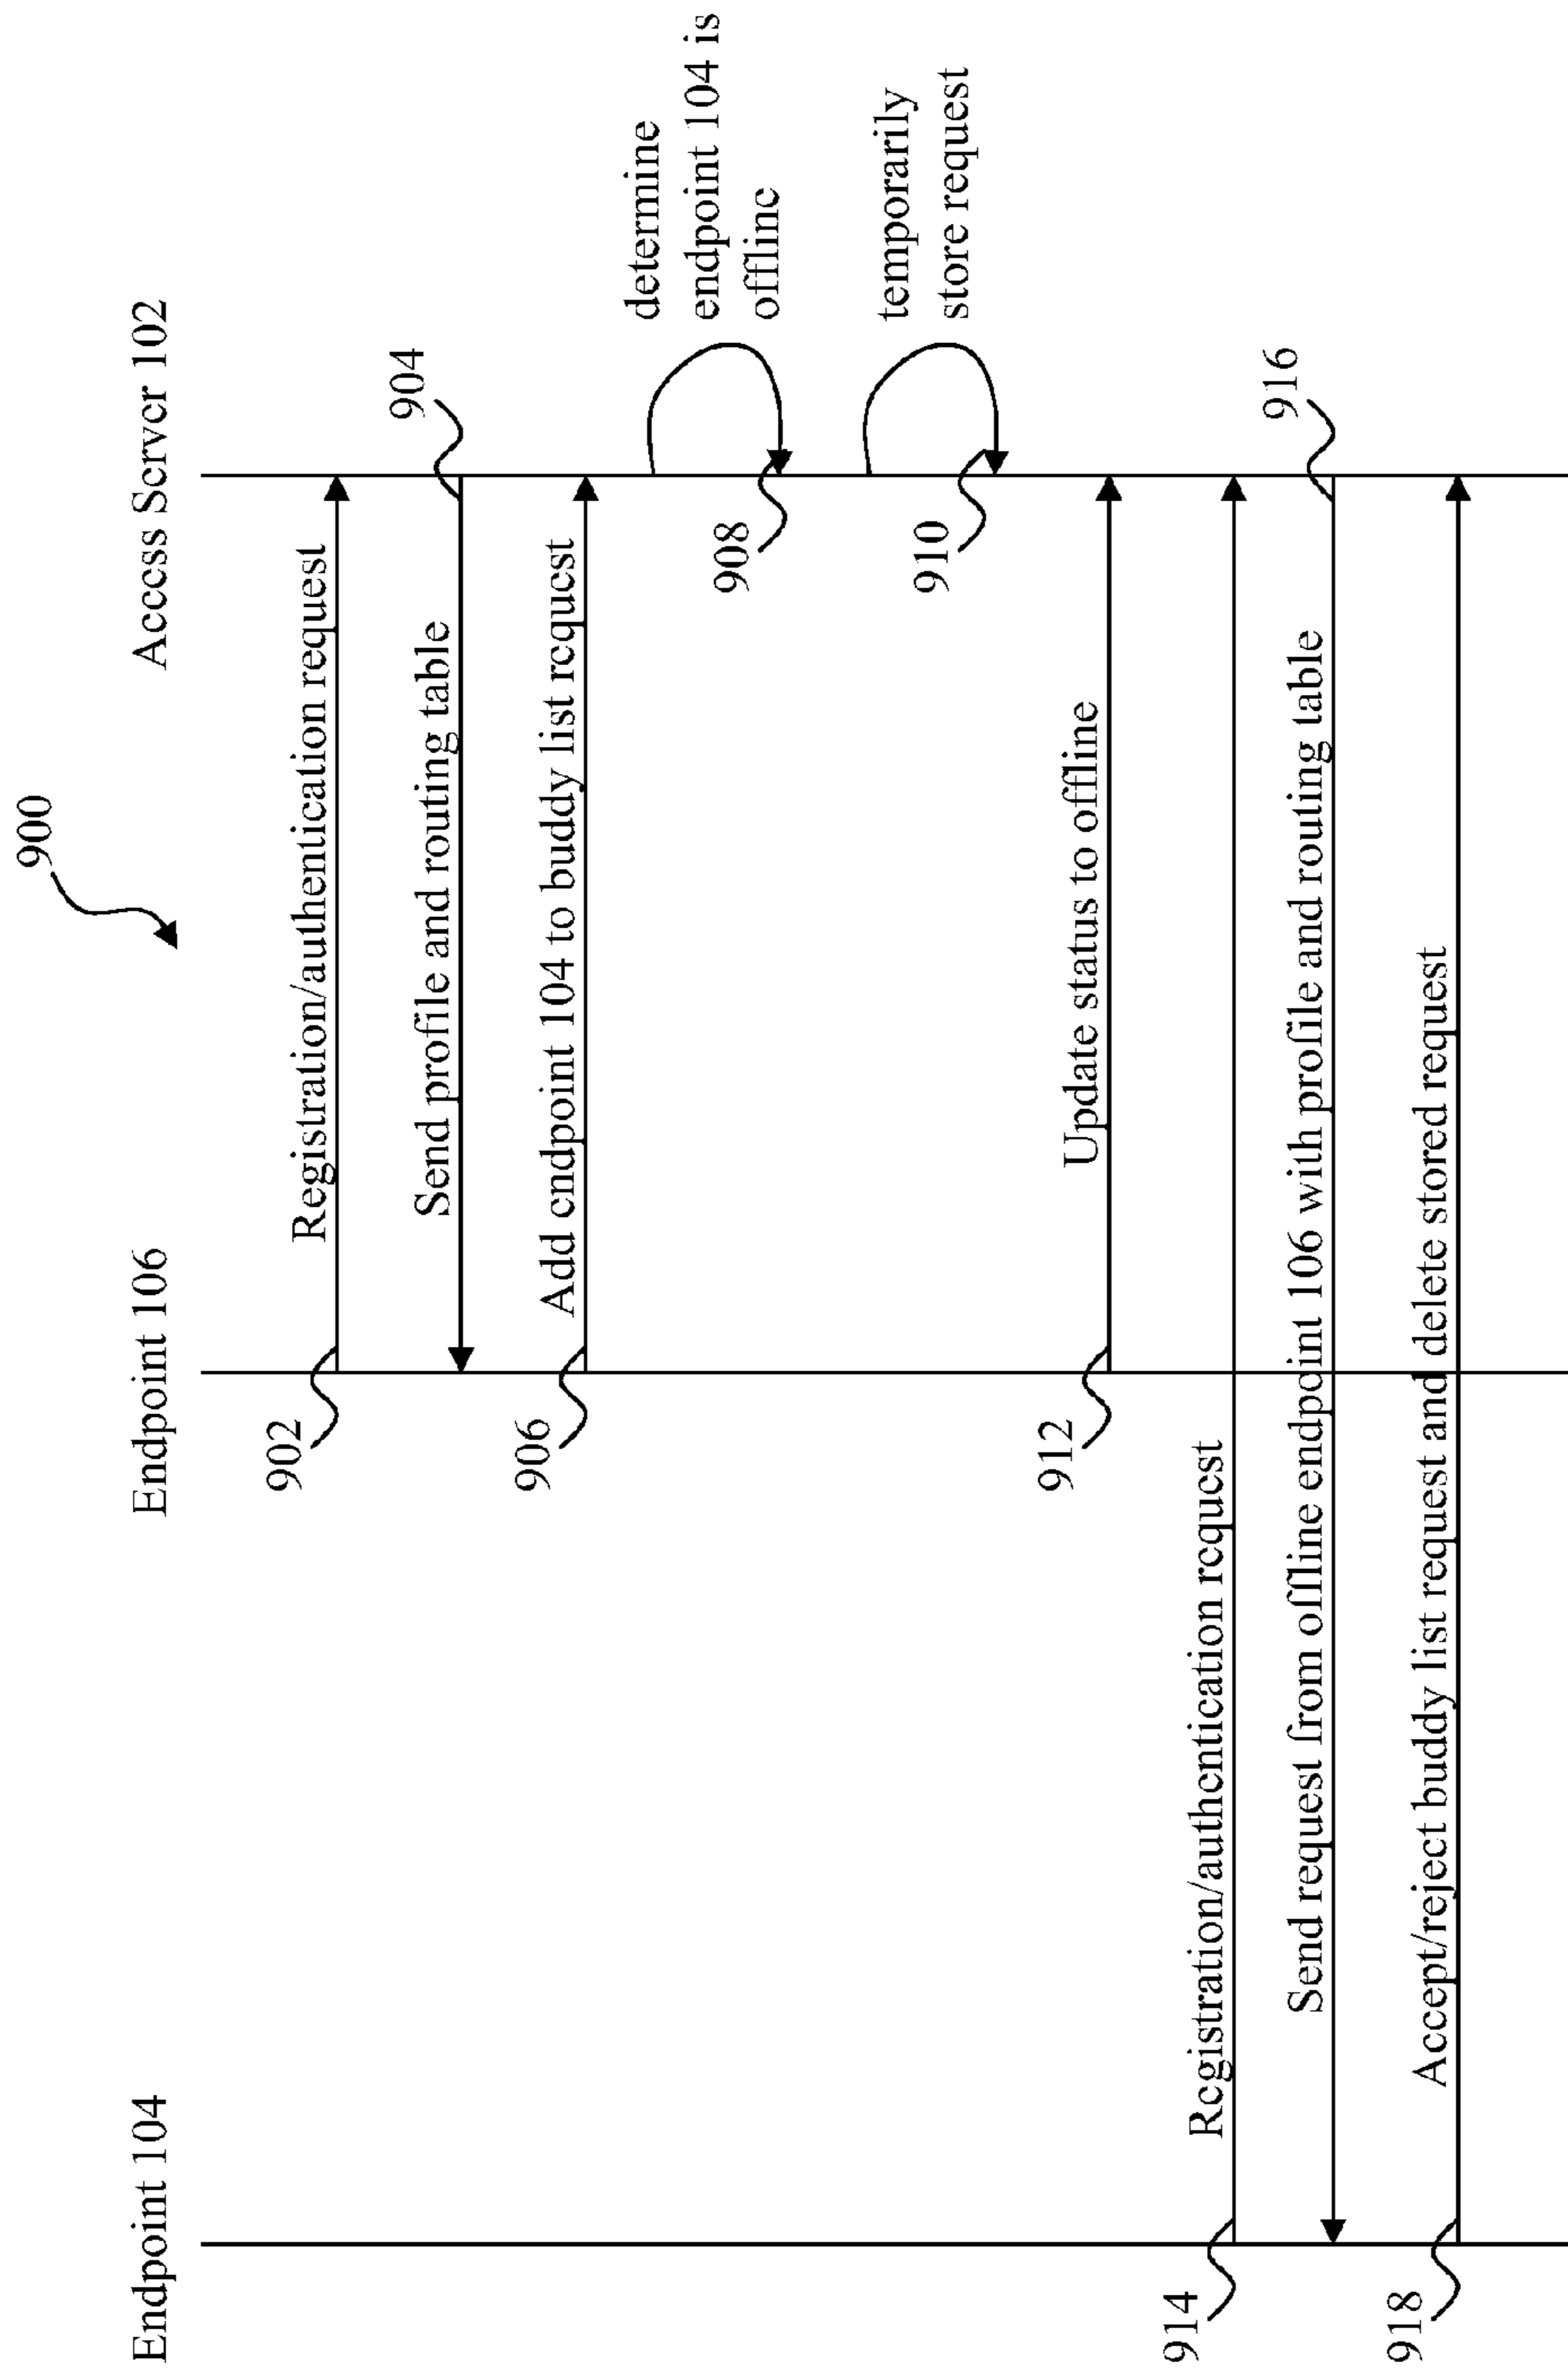 900
Endpoint 104
Endpoint 106
Access Server 102
902
Registration/authentication request
Send profile and routing table
904
906
Add endpoint 104 to buddy list request
determine
endpoint 104 is
offline
908
temporarily
store request
910
912
Update status to offline
914
Registration/authentication request
Send request from offline endpoint 106 with profile and routing table
916
918
Accept/reject buddy list request and delete stored request